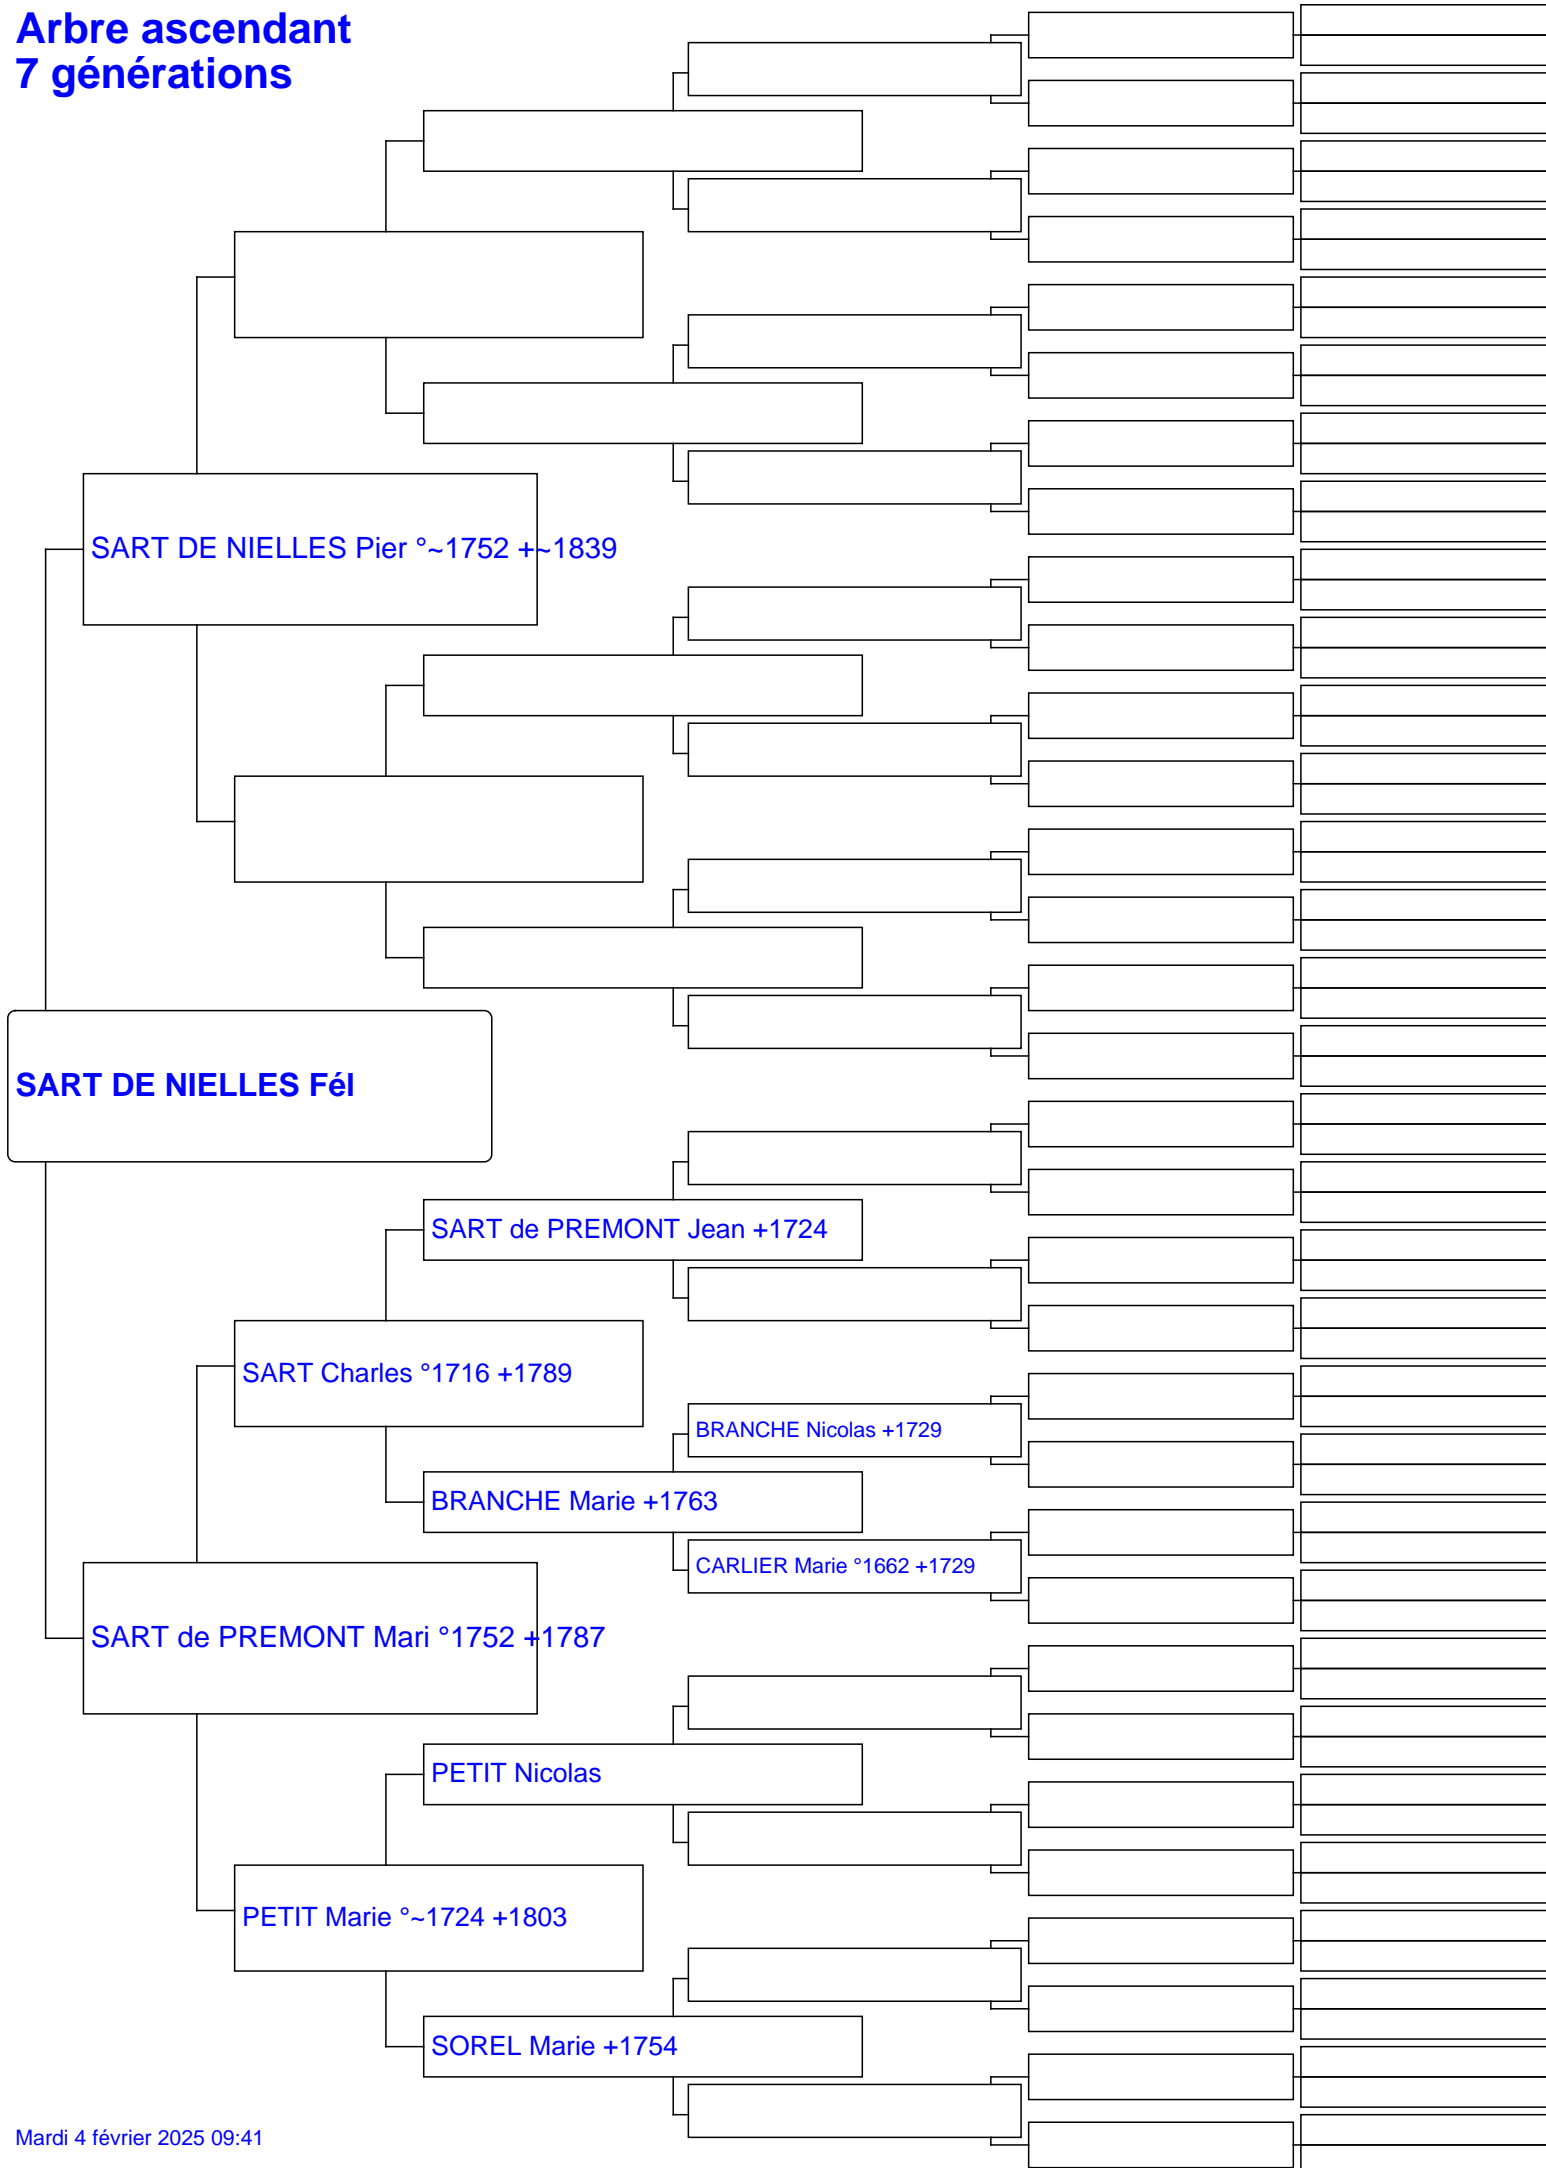 Arbre ascendant
7 générations
SART DE NIELLES Pier °~1752 +~1839
SART DE NIELLES Fél
SART de PREMONT Jean +1724
SART Charles °1716 +1789
BRANCHE Nicolas +1729
BRANCHE Marie +1763
CARLIER Marie °1662 +1729
SART de PREMONT Mari °1752 +1787
PETIT Nicolas
PETIT Marie °~1724 +1803
SOREL Marie +1754
Mardi 4 février 2025 09:41